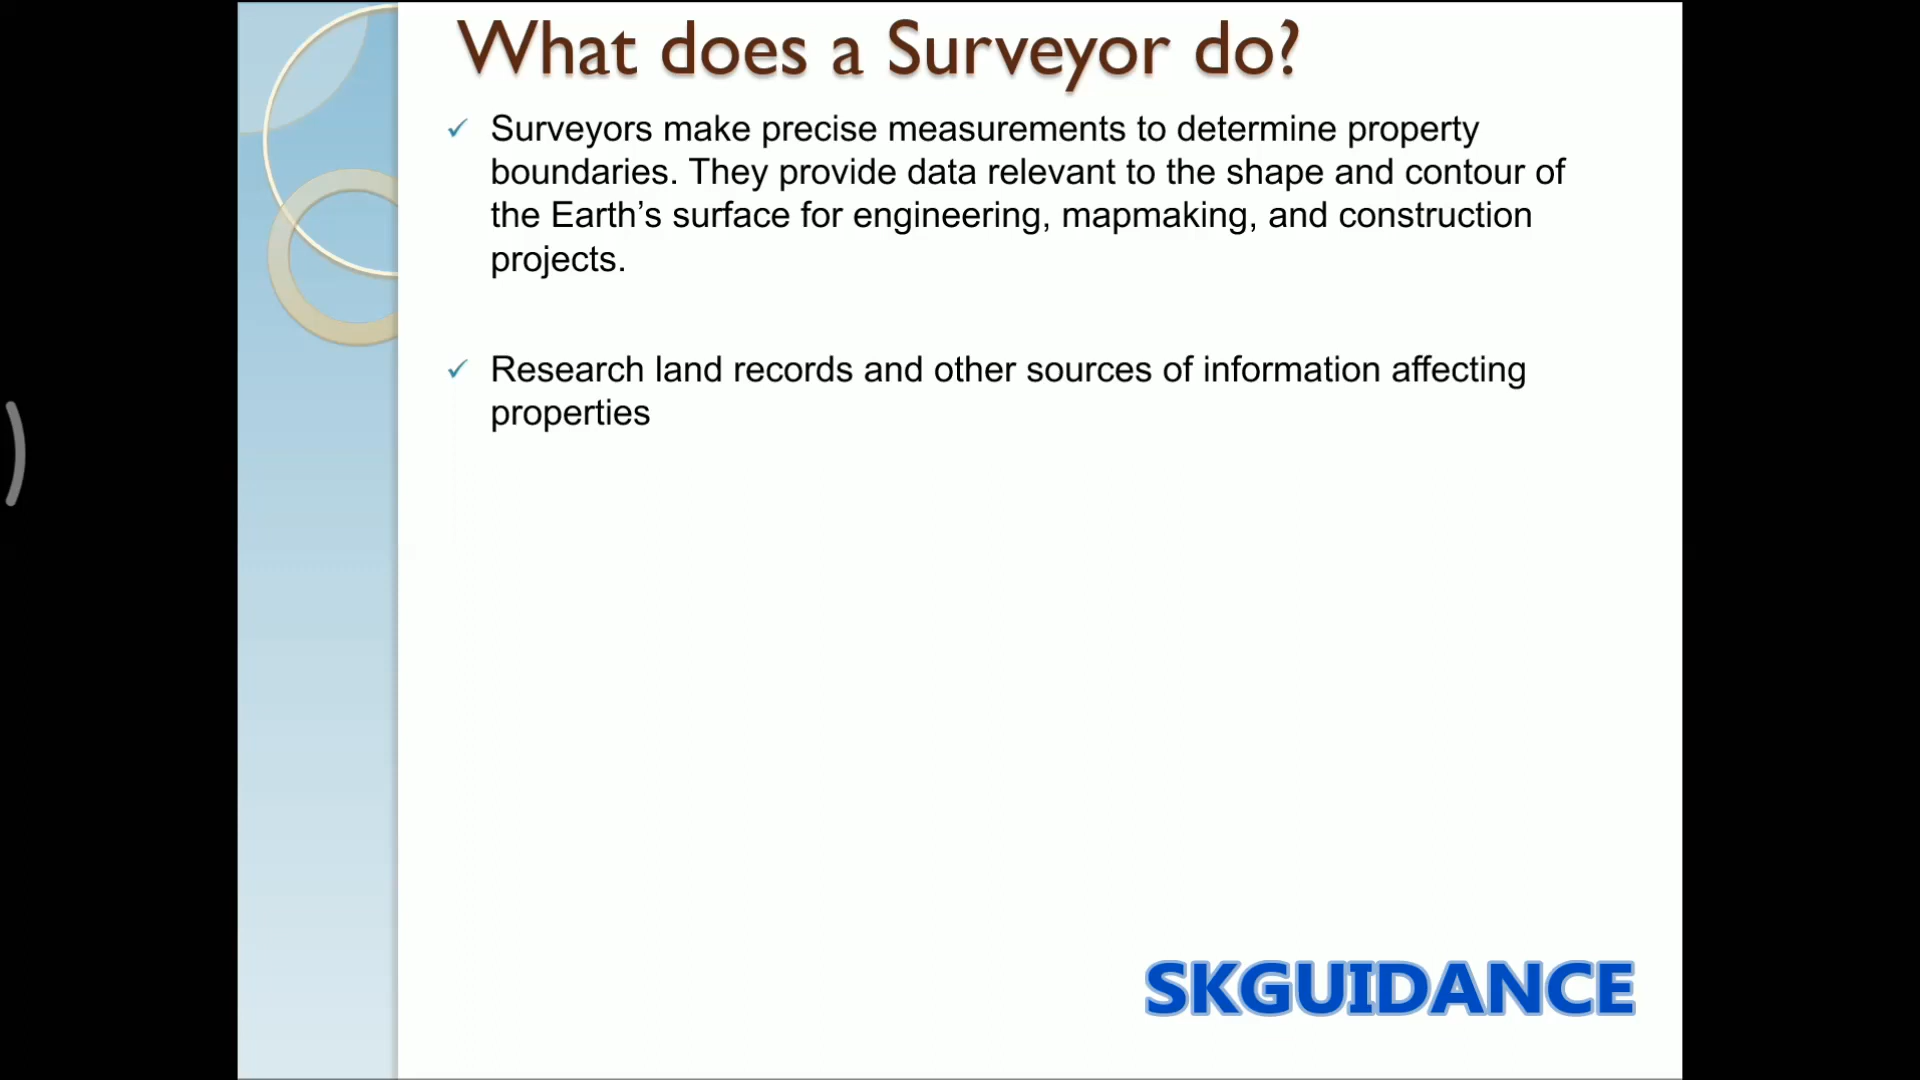 What does a Surveyor do?
✓ Surveyors make precise measurements to determine property
boundaries. They provide data relevant to the shape and contour of
the Earth’s surface for engineering, mapmaking, and construction
projects.
✓ Research land records and other sources of information affecting
properties
SKGUIDANCE